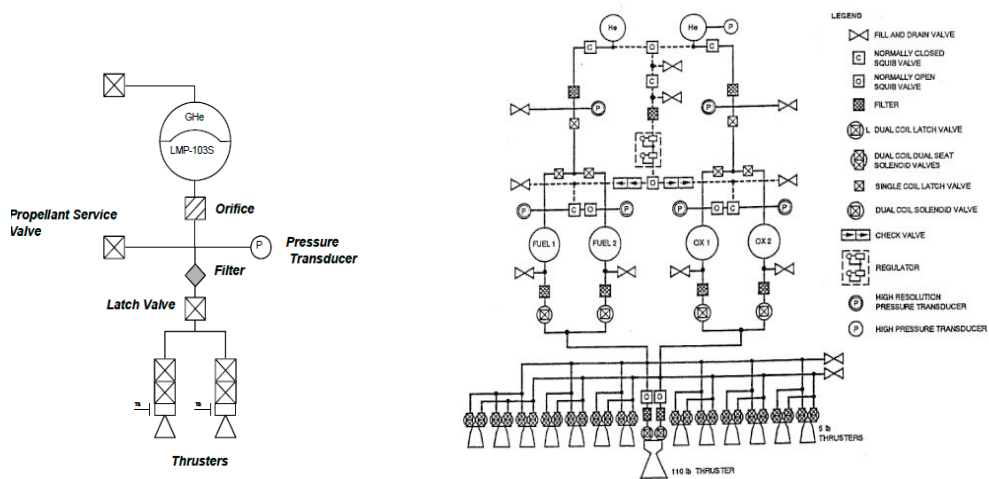 GHe
LMP-103S
Orifice
Propellant Service
Valve
P
Pressure
Transducer
Filter
Latch Valve
Thrusters
He
He
P
C
O
C
C
P
P
O
P
C
O
P
P
O
C
P
FUEL 1
FUEL 2
OX 1
OX 2
O
O
5 lb
THRUSTERS
110 lb THRUSTER
LEGEND
FILL AND DRAIN VALVE
C
NORMALLY CLOSED
SQUIB VALVE
O
NORMALLY OPEN
SQUIB VALVE
FILTER
L DUAL COIL LATCH VALVE
DUAL COIL DUAL SEAT
SOLENOID VALVES
SINGLE COIL LATCH VALVE
DUAL COIL SOLENOID VALVE
CHECK VALVE
REGULATOR
P
HIGH RESOLUTION
PRESSURE TRANSDUCER
P
HIGH PRESSURE TRANSDUCER